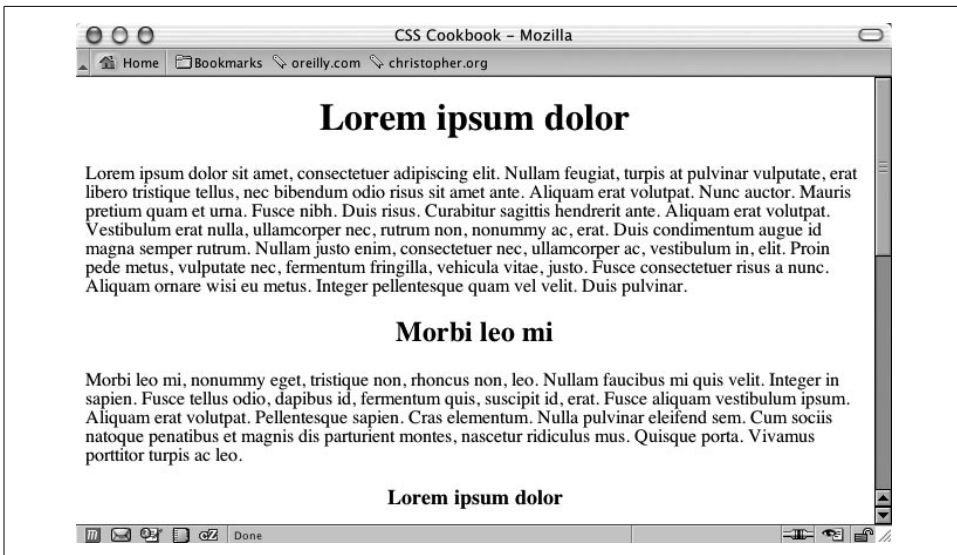 CSS Cookbook – Mozilla
Home Bookmarks oreilly.com christopher.org
Lorem ipsum dolor
Lorem ipsum dolor sit amet, consectetuer adipiscing elit. Nullam feugiat, turpis at pulvinar vulputate, erat
libero tristique tellus, nec bibendum odio risus sit amet ante. Aliquam erat volutpat. Nunc auctor. Mauris
pretium quam et urna. Fusce nibh. Duis risus. Curabitur sagittis hendrerit ante. Aliquam erat volutpat.
Vestibulum erat nulla, ullamcorper nec, rutrum non, nonummy ac, erat. Duis condimentum augue id
magna semper rutrum. Nullam justo enim, consectetuer nec, ullamcorper ac, vestibulum in, elit. Proin
pede metus, vulputate nec, fermentum fringilla, vehicula vitae, justo. Fusce consectetuer risus a nunc.
Aliquam ornare wisi eu metus. Integer pellentesque quam vel velit. Duis pulvinar.
Morbi leo mi
Morbi leo mi, nonummy eget, tristique non, rhoncus non, leo. Nullam faucibus mi quis velit. Integer in
sapien. Fusce tellus odio, dapibus id, fermentum quis, suscipit id, erat. Fusce aliquam vestibulum ipsum.
Aliquam erat volutpat. Pellentesque sapien. Cras elementum. Nulla pulvinar eleifend sem. Cum sociis
natoque penatibus et magnis dis parturient montes, nascetur ridiculus mus. Quisque porta. Vivamus
porttitor turpis ac leo.
Lorem ipsum dolor
Done